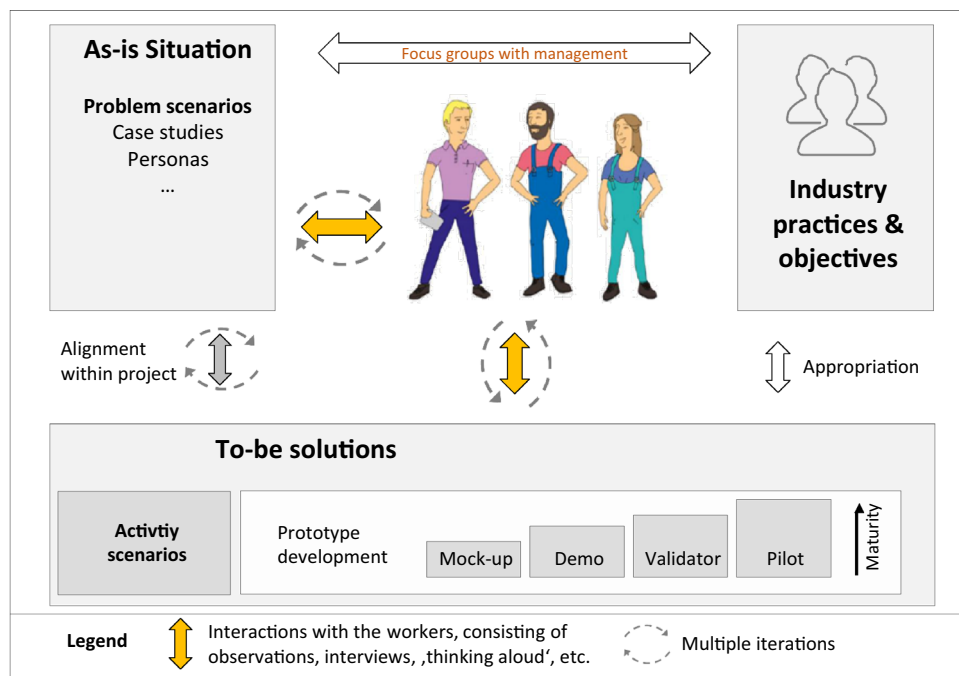 As-is Situation
Problem scenarios
Case studies
Personas
...
Focus groups with management
Industry
practices &
objectives
Alignment
within project
Appropriation
To-be solutions
Activtiy
scenarios
Prototype
development
Mock-up
Demo
Validator
Pilot
Maturity
Legend
Interactions with the workers, consisting of
observations, interviews, ‚thinking aloud‘, etc.
Multiple iterations